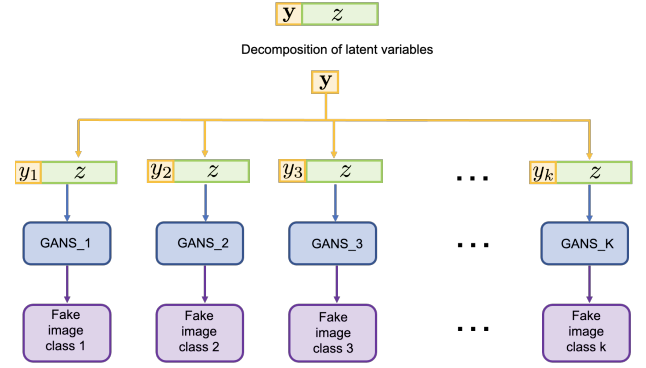 y z
Decomposition of latent variables
y
y₁ z y₂ z y₃ z ... yₖ z
GANS_1 GANS_2 GANS_3 ... GANS_K
Fake Fake Fake Fake
image image image ... image
class 1 class 2 class 3 class k